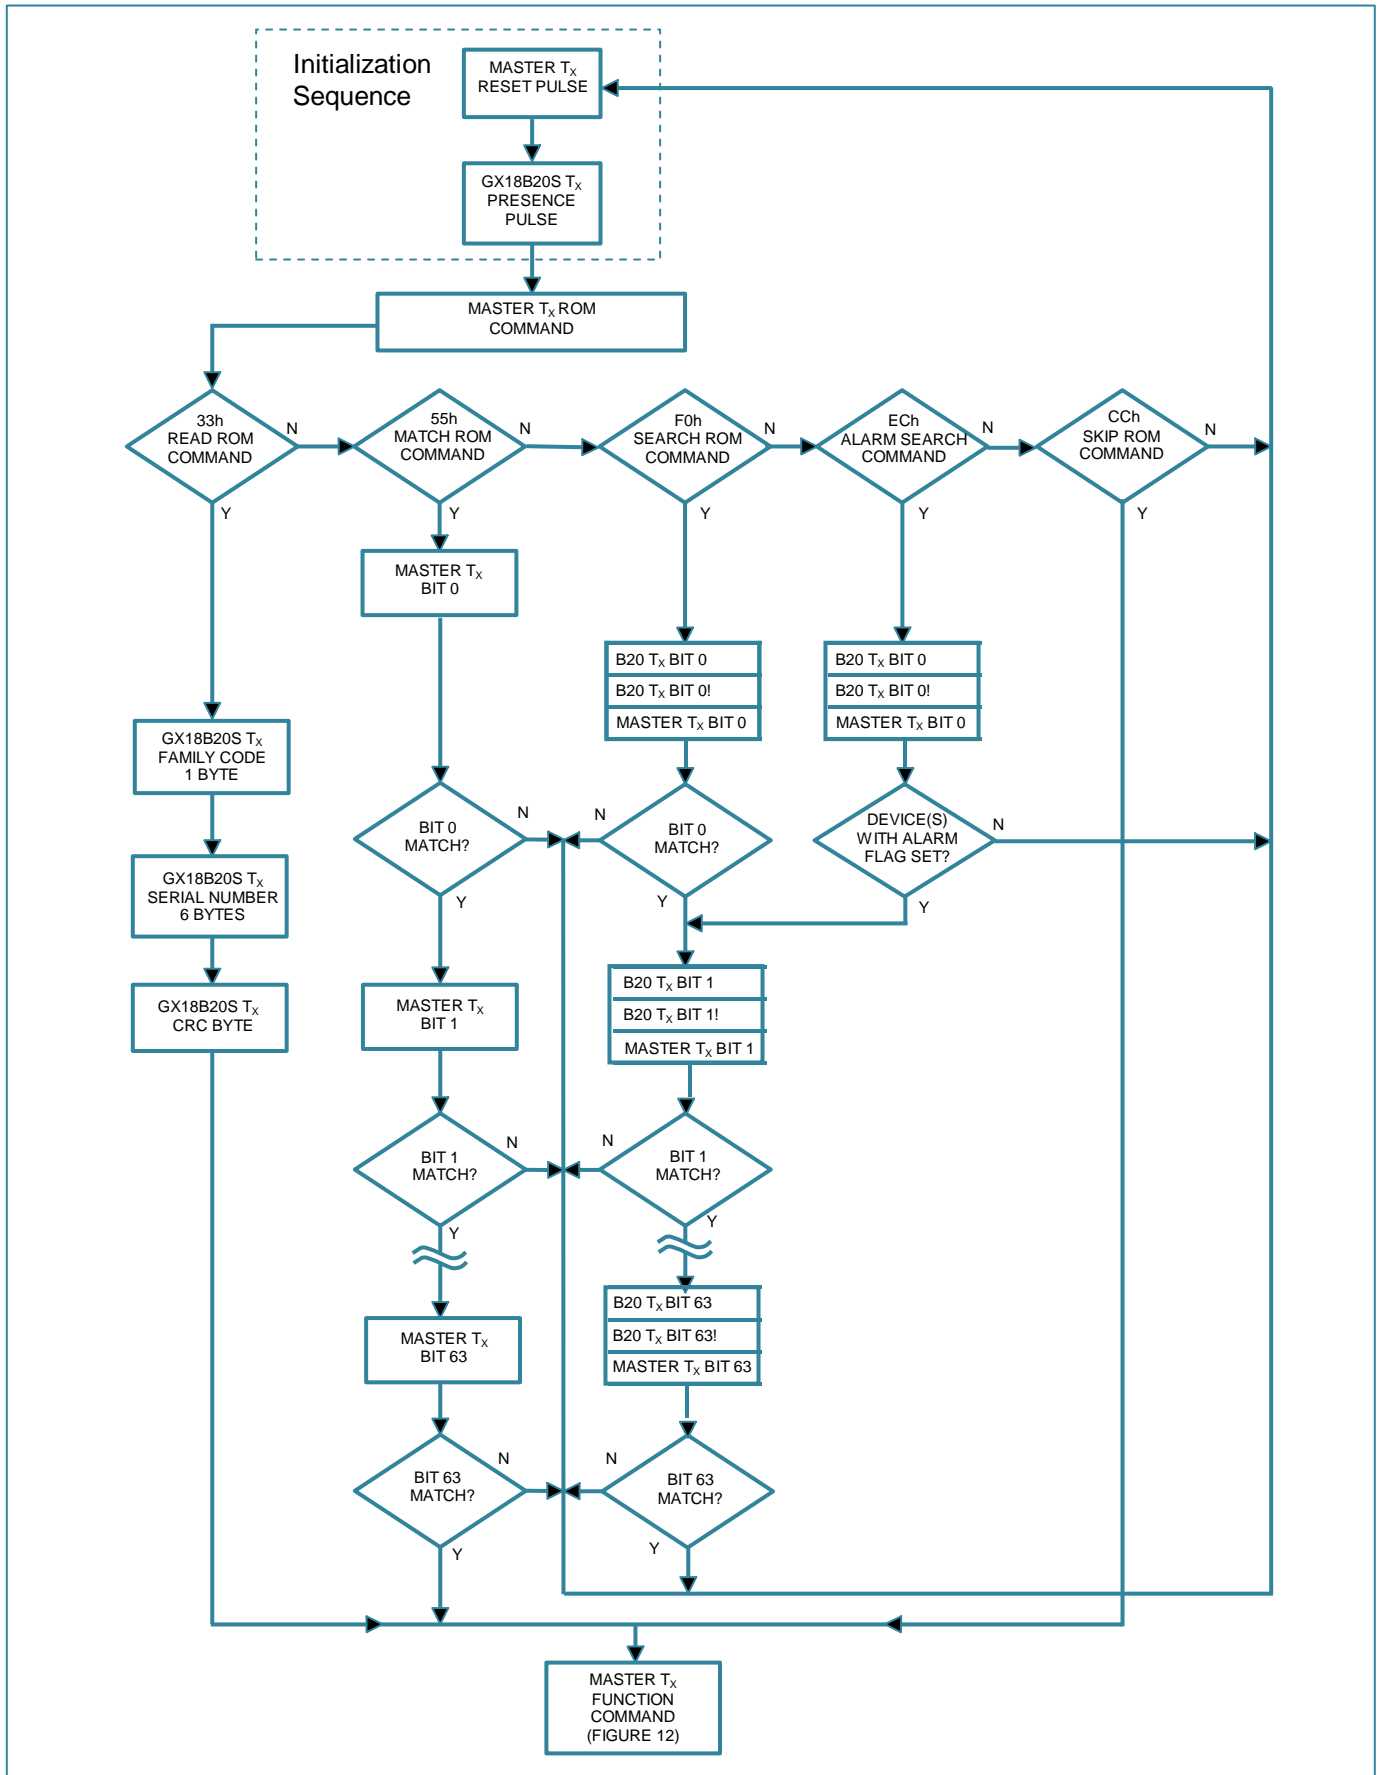 Initialization
Sequence
MASTER TX
RESET PULSE
GX18B20S TX
PRESENCE
PULSE
MASTER TX ROM
COMMAND
33h
READ ROM
COMMAND
N
Y
55h
MATCH ROM
COMMAND
N
Y
F0h
SEARCH ROM
COMMAND
N
Y
ECh
ALARM SEARCH
COMMAND
N
Y
CCh
SKIP ROM
COMMAND
N
Y
MASTER TX
BIT 0
B20 TX BIT 0
B20 TX BIT 0!
MASTER TX BIT 0
B20 TX BIT 0
B20 TX BIT 0!
MASTER TX BIT 0
GX18B20S TX
FAMILY CODE
1 BYTE
BIT 0
MATCH?
N
Y
BIT 0
MATCH?
N
Y
DEVICE(S)
WITH ALARM
FLAG SET?
N
Y
GX18B20S TX
SERIAL NUMBER
6 BYTES
GX18B20S TX
CRC BYTE
MASTER TX
BIT 1
B20 TX BIT 1
B20 TX BIT 1!
MASTER TX BIT 1
BIT 1
MATCH?
N
Y
BIT 1
MATCH?
N
Y
MASTER TX
BIT 63
B20 TX BIT 63
B20 TX BIT 63!
MASTER TX BIT 63
BIT 63
MATCH?
N
Y
BIT 63
MATCH?
N
Y
MASTER TX
FUNCTION
COMMAND
(FIGURE 12)